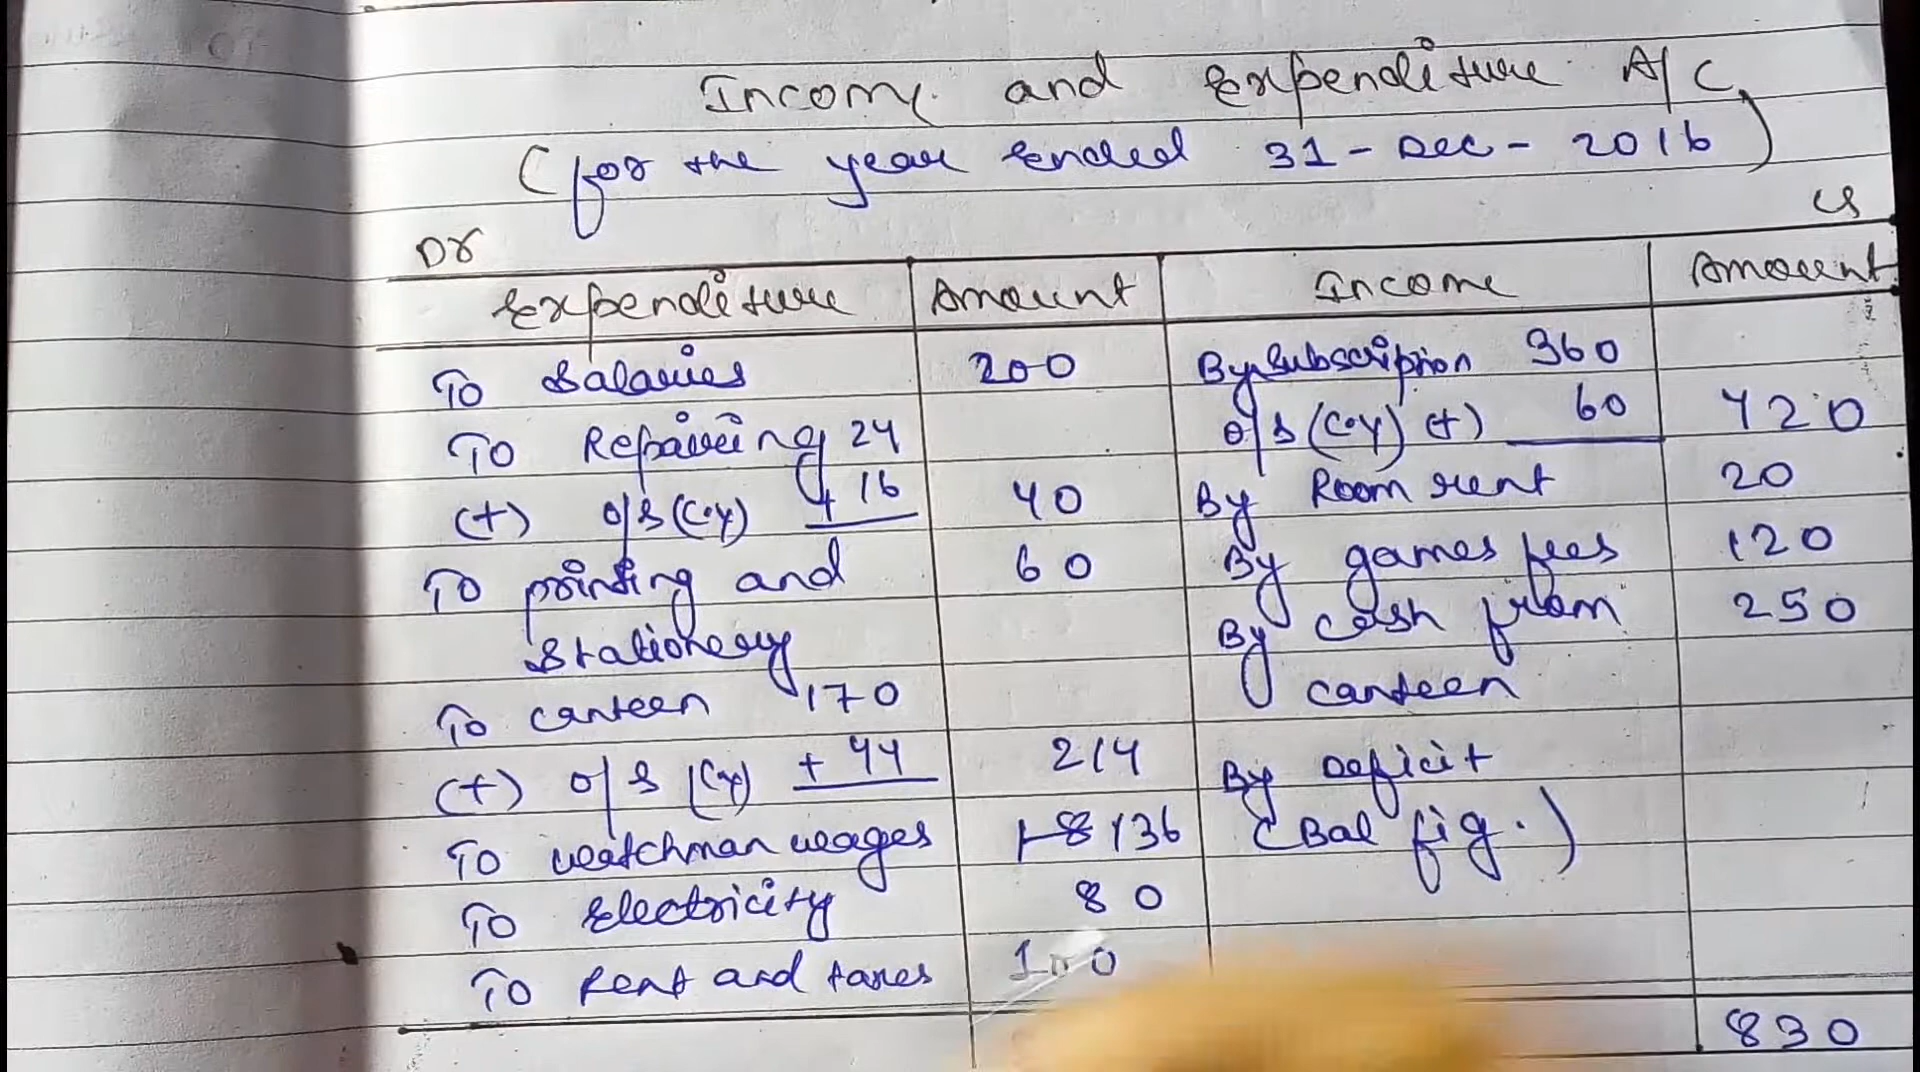 Income and Expenditure A/C
(for the year ended 31-Dec-2016)
Dr Cr
Expenditure Amount Income Amount
To Salaries 200 By Subscription 360
To Repairing 24 o/s (C.Y) (+) 60 420
(+) o/s (C.Y) +16 40 By Room rent 20
To printing and 60 By games fees 120
Stationery By cash from 250
To canteen 170 canteen
(+) o/s (CY) +44 214 By Deficit
To watchman wages 136 (Bal fig.)
To Electricity 80
To Rent and taxes 100
830